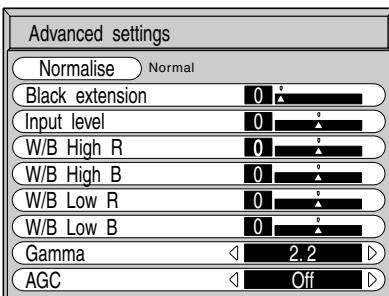 Advanced settings
Normalise Normal
Black extension 0
Input level 0
W/B High R 0
W/B High B 0
W/B Low R 0
W/B Low B 0
Gamma 2.2
AGC Off